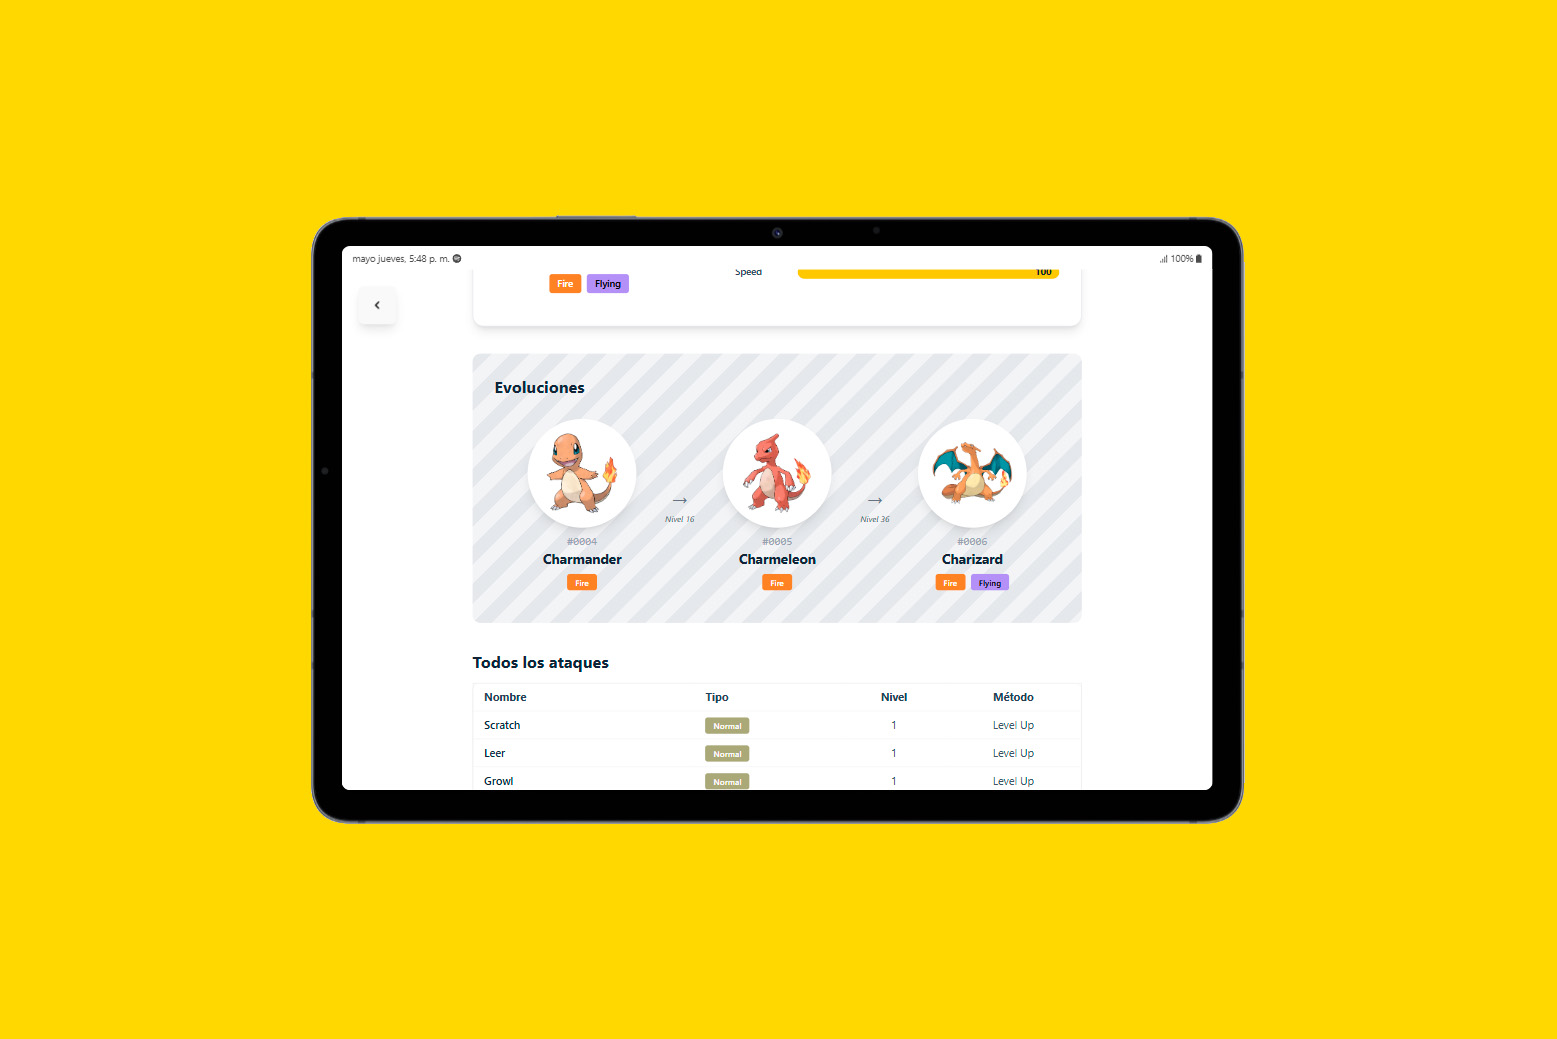 mayo jueves, 5:48 p. m. 100%
Speed 100
Fire Flying
Evoluciones
Nivel 16 Nivel 36
#0004 #0005 #0006
Charmander Charmeleon Charizard
Fire Fire Fire Flying
Todos los ataques
Nombre Tipo Nivel Método
Scratch Normal 1 Level Up
Leer Normal 1 Level Up
Growl Normal 1 Level Up